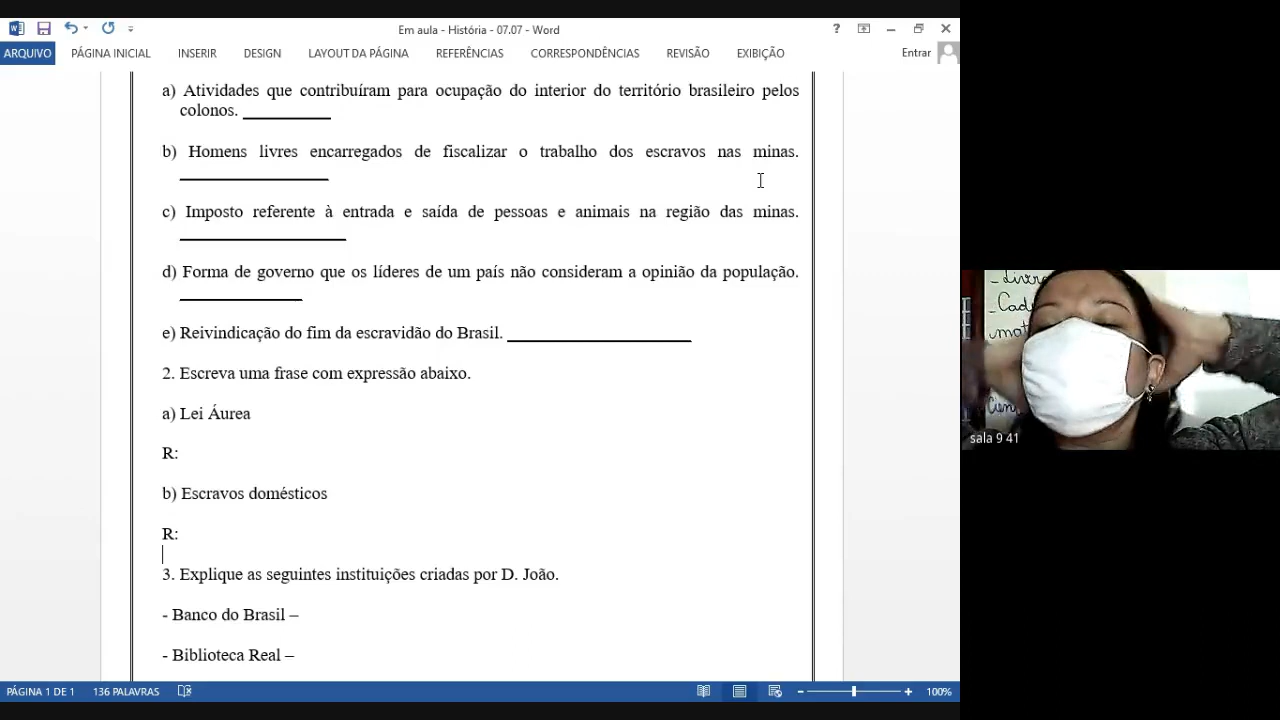 Em aula - História - 07.07 - Word
?
ARQUIVO PÁGINA INICIAL INSERIR DESIGN LAYOUT DA PÁGINA REFERÊNCIAS CORRESPONDÊNCIAS REVISÃO EXIBIÇÃO Entrar
a) Atividades que contribuíram para ocupação do interior do território brasileiro pelos
colonos. __________
b) Homens livres encarregados de fiscalizar o trabalho dos escravos nas minas.
_________________
c) Imposto referente à entrada e saída de pessoas e animais na região das minas.
___________________
d) Forma de governo que os líderes de um país não consideram a opinião da população.
______________
e) Reivindicação do fim da escravidão do Brasil. _____________________
2. Escreva uma frase com expressão abaixo.
a) Lei Áurea
R:
b) Escravos domésticos
R:
3. Explique as seguintes instituições criadas por D. João.
- Banco do Brasil –
- Biblioteca Real –
PÁGINA 1 DE 1 136 PALAVRAS 100%
sala 9 41